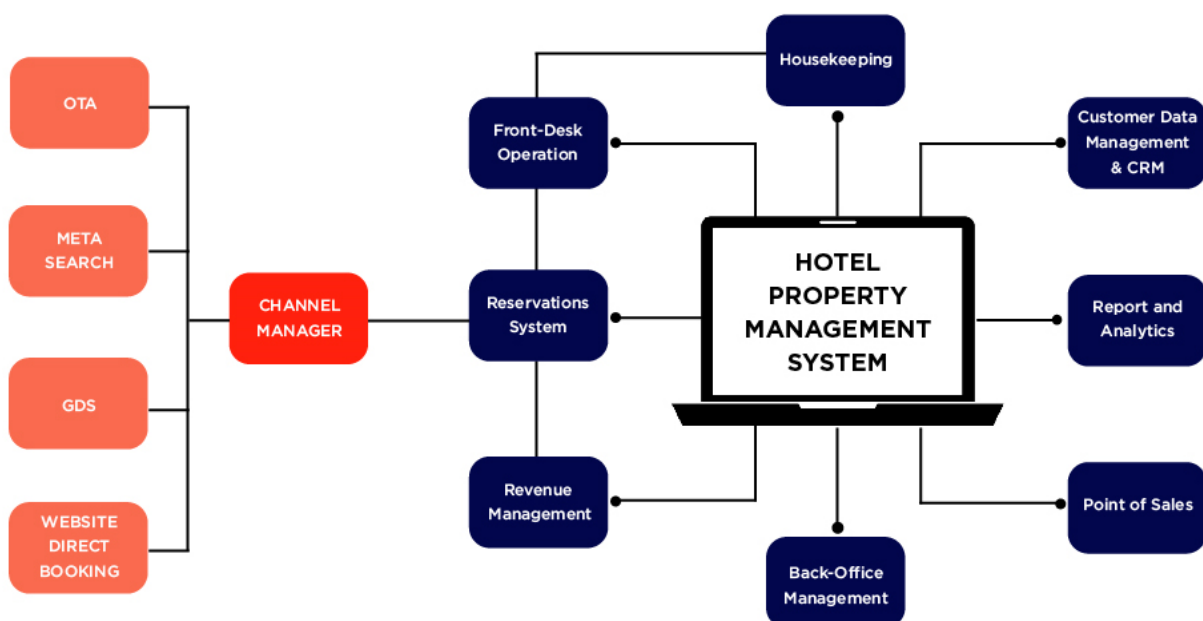 OTA
META
SEARCH
GDS
WEBSITE
DIRECT
BOOKING
CHANNEL
MANAGER
Front-Desk
Operation
Reservations
System
Revenue
Management
Housekeeping
HOTEL
PROPERTY
MANAGEMENT
SYSTEM
Back-Office
Management
Customer Data
Management
& CRM
Report and
Analytics
Point of Sales